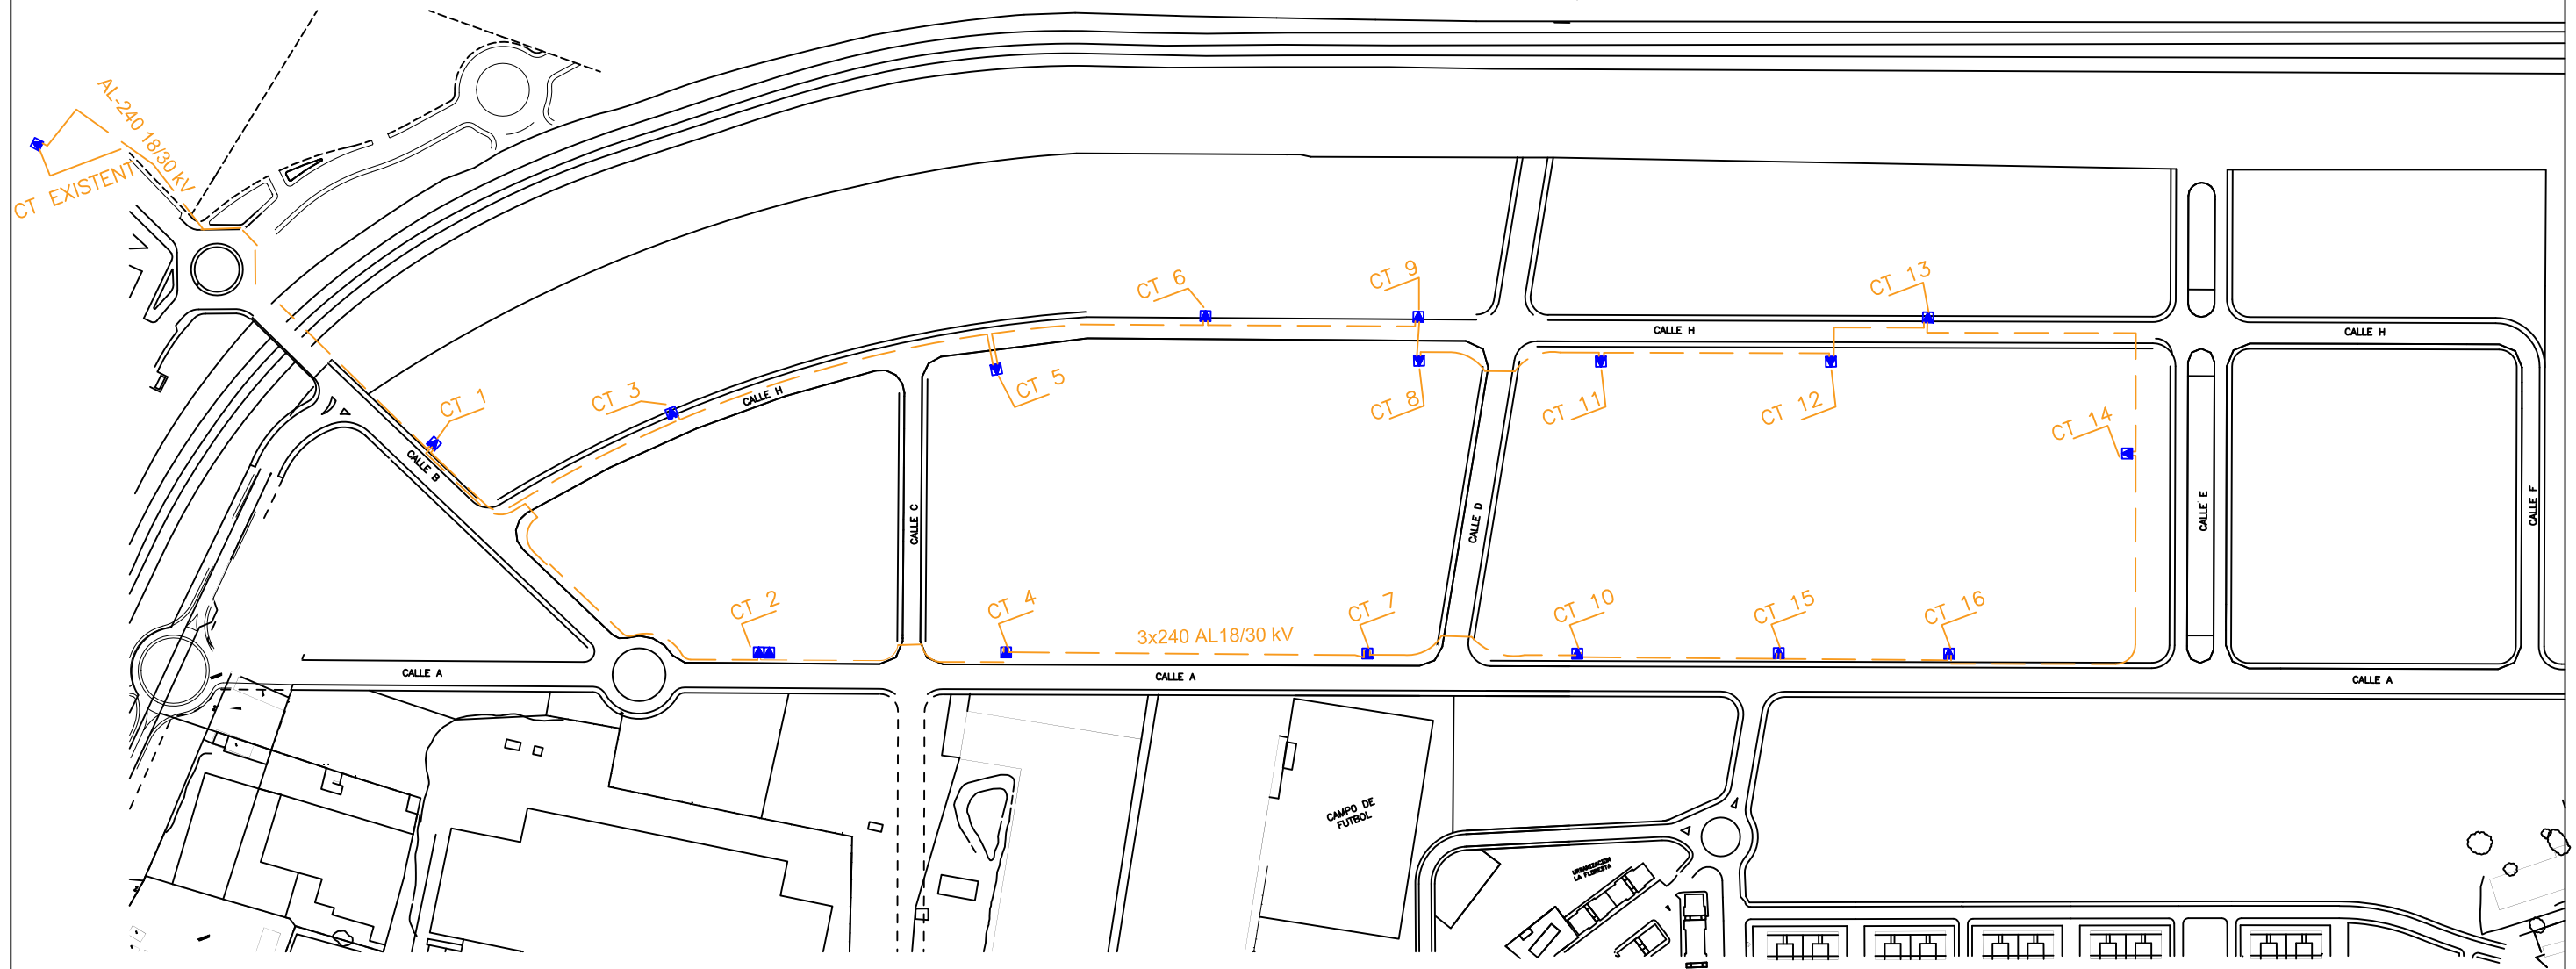 AL-240 18/30 kV
CT EXISTENT
CT 1
CT 3
CT 5
CT 6
CT 9
CT 8
CT 11
CT 12
CT 13
CT 14
CALLE H
CALLE H
CALLE H
CALLE B
CALLE C
CALLE D
CALLE E
CALLE F
CT 2
CT 4
3x240 AL18/30 kV
CT 7
CT 10
CT 15
CT 16
CALLE A
CALLE A
CALLE A
CAMPO DE
FUTBOL
URBANIZACION
LA FLORESTA